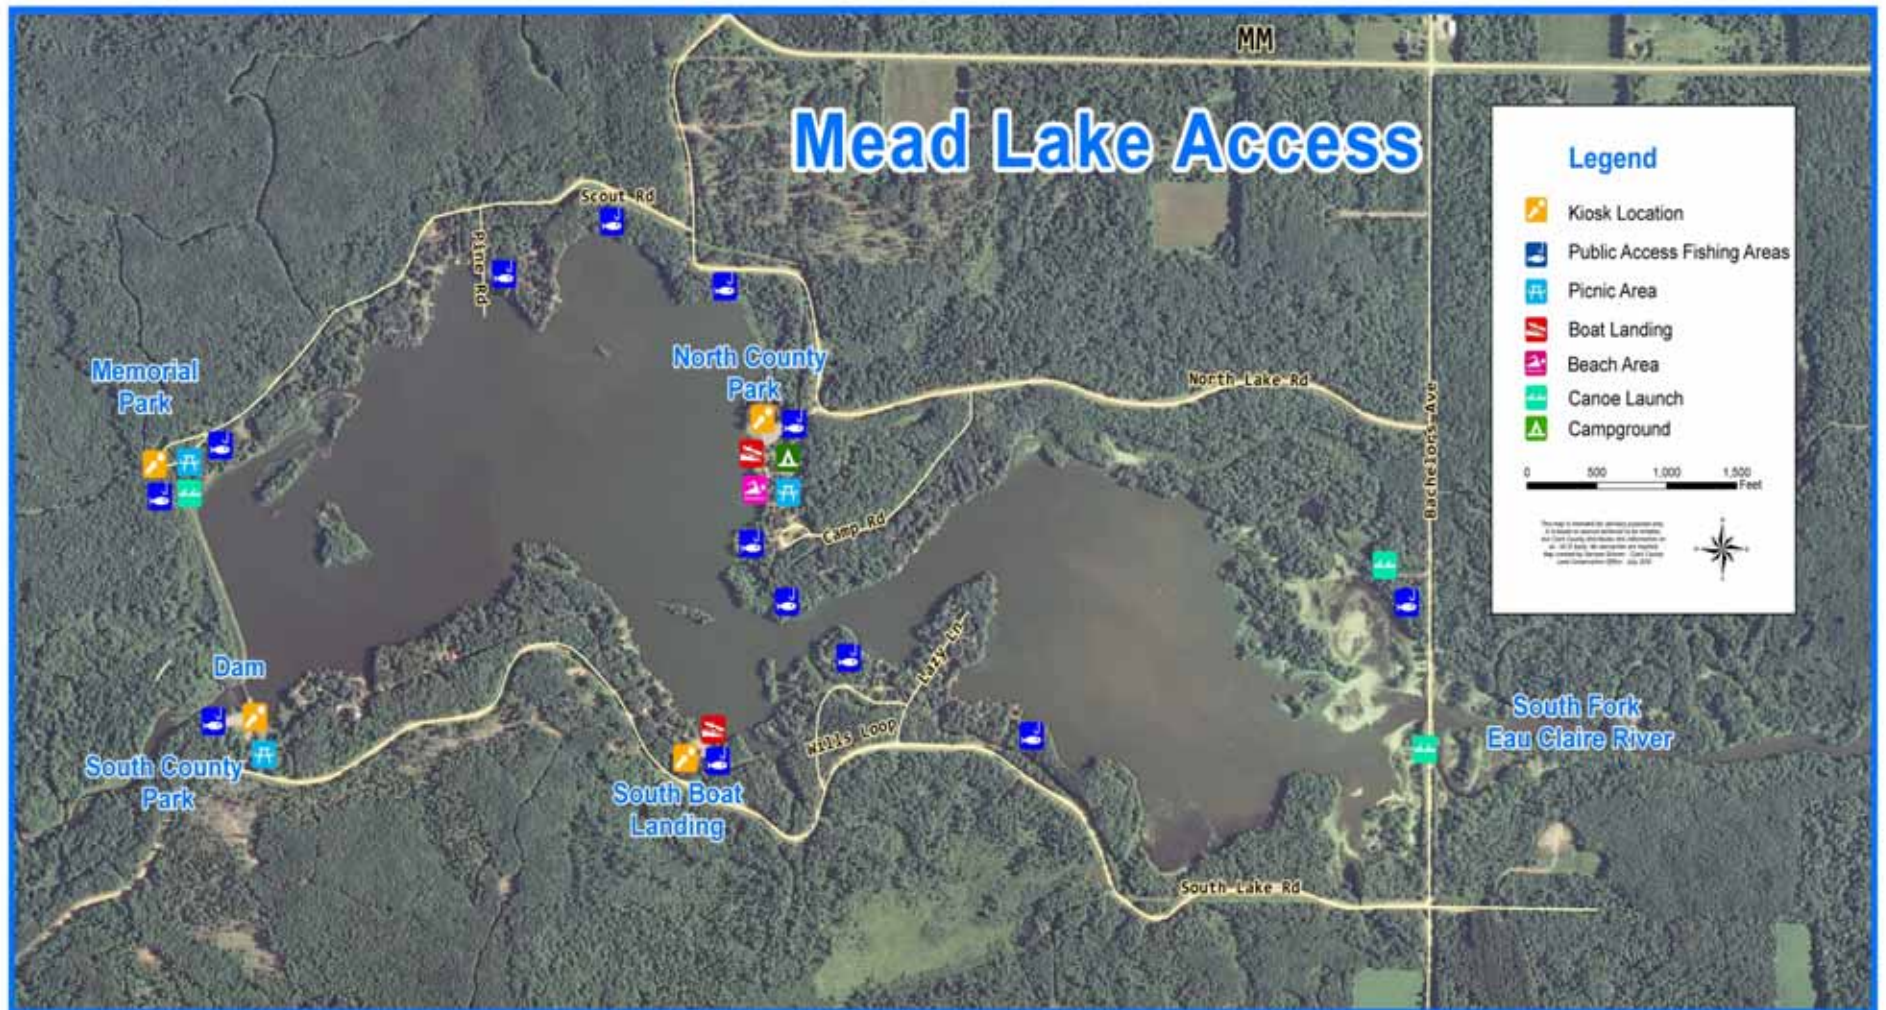 MM
Mead Lake Access
Legend
Kiosk Location
Public Access Fishing Areas
Picnic Area
Boat Landing
Beach Area
Canoe Launch
Campground
0 500 1,000 1,500
Feet
Scout Rd
Pine Rd
Memorial
Park
North County
Park
North Lake Rd
Bachelors Ave
Camp Rd
Lazy Ln
Dam
South County
Park
Wills Loop
South Boat
Landing
South Fork
Eau Claire River
South Lake Rd